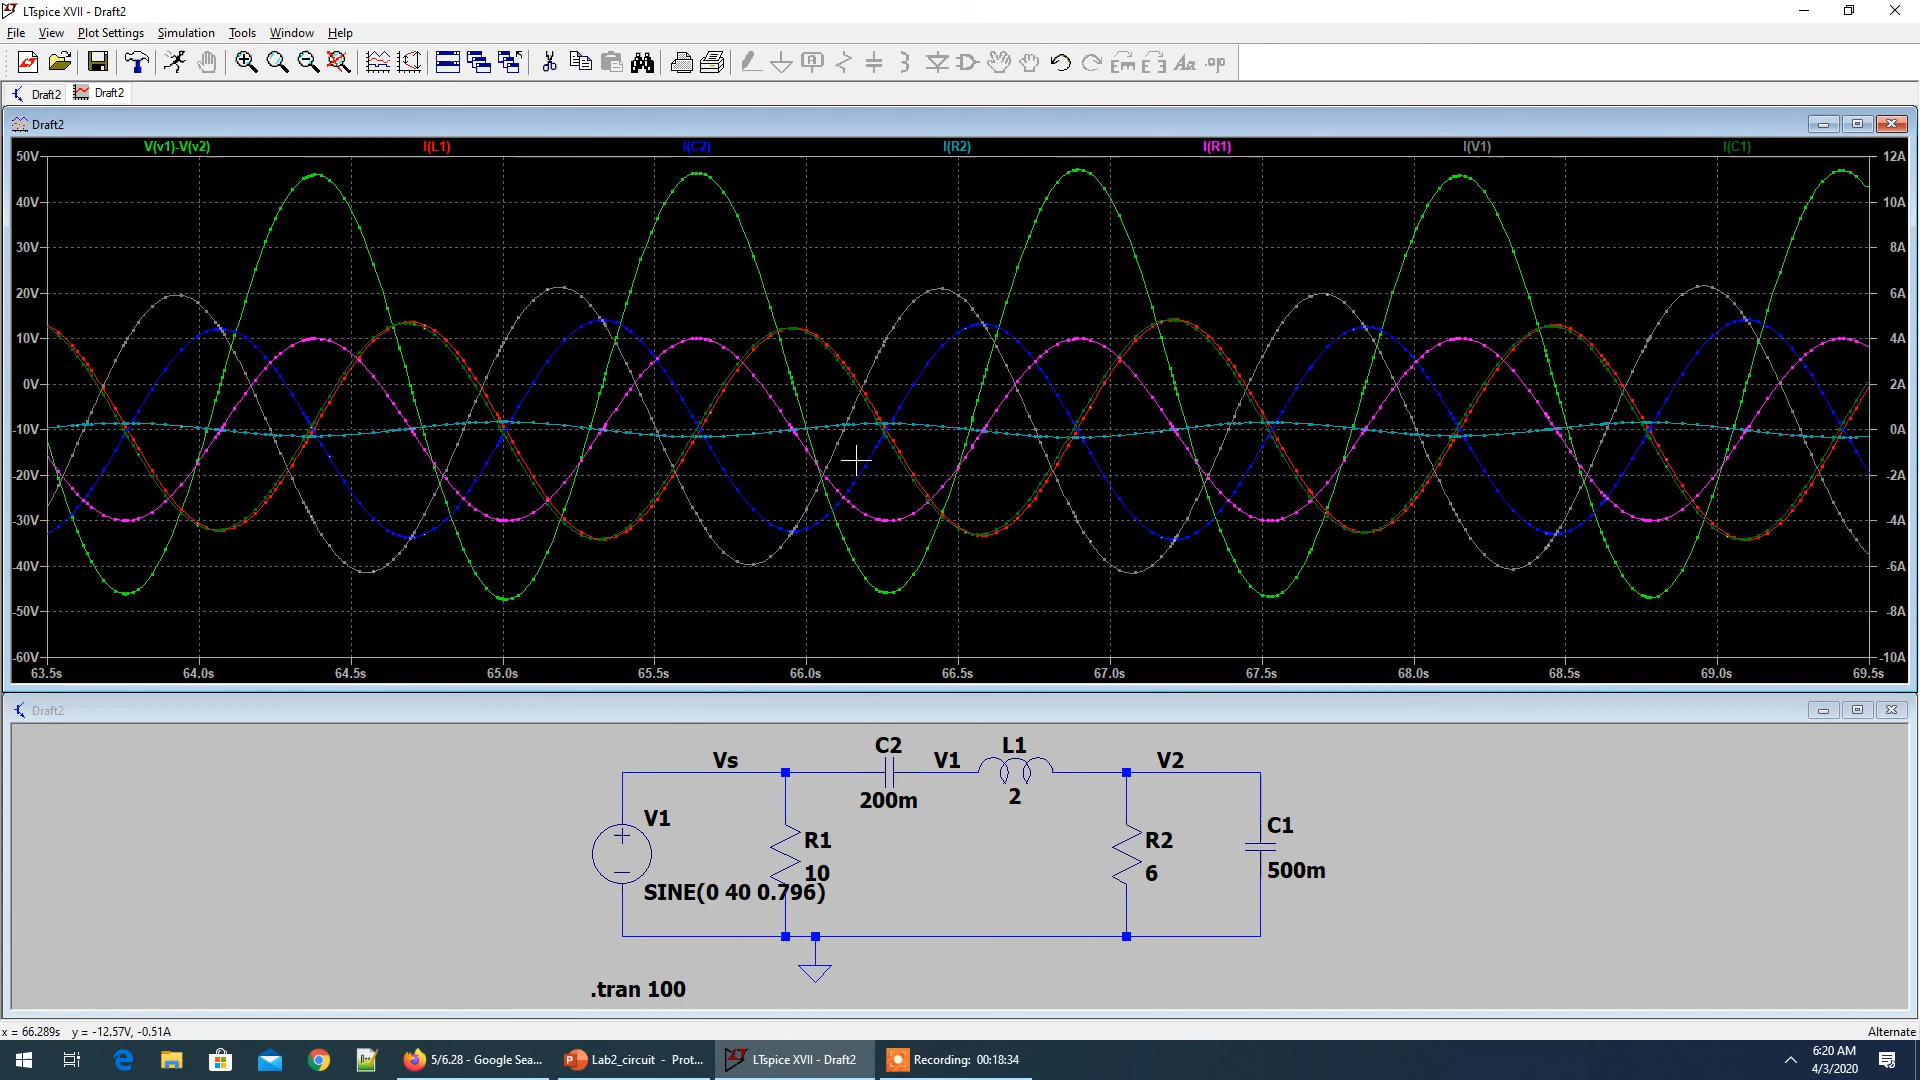 LTspice XVII - Draft2
File View Plot Settings Simulation Tools Window Help
Draft2 Draft2
Draft2
V(v1)-V(v2) I(L1) I(C2) I(R2) I(R1) I(V1) I(C1)
50V 12A
40V 10A
30V 8A
20V 6A
10V 4A
0V 2A
-10V 0A
-20V -2A
-30V -4A
-40V -6A
-50V -8A
-60V -10A
63.5s 64.0s 64.5s 65.0s 65.5s 66.0s 66.5s 67.0s 67.5s 68.0s 68.5s 69.0s 69.5s
Draft2
C2 L1
Vs V1 V2
200m 2
V1 C1
R1 R2
10 6 500m
SINE(0 40 0.796)
.tran 100
x = 66.289s y = -12.57V, -0.51A Alternate
5/6.28 - Google Sea... Lab2_circuit - Prot... LTspice XVII - Draft2 Recording: 00:18:34 6:20 AM
4/3/2020